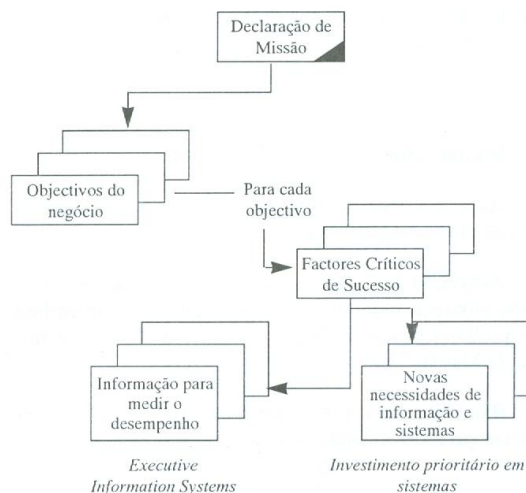 Declaração de
Missão
Objectivos do
negócio
Para cada
objectivo
Factores Críticos
de Sucesso
Informação para
medir o
desempenho
Novas
necessidades de
informação e
sistemas
Executive
Information Systems
Investimento prioritário em
sistemas